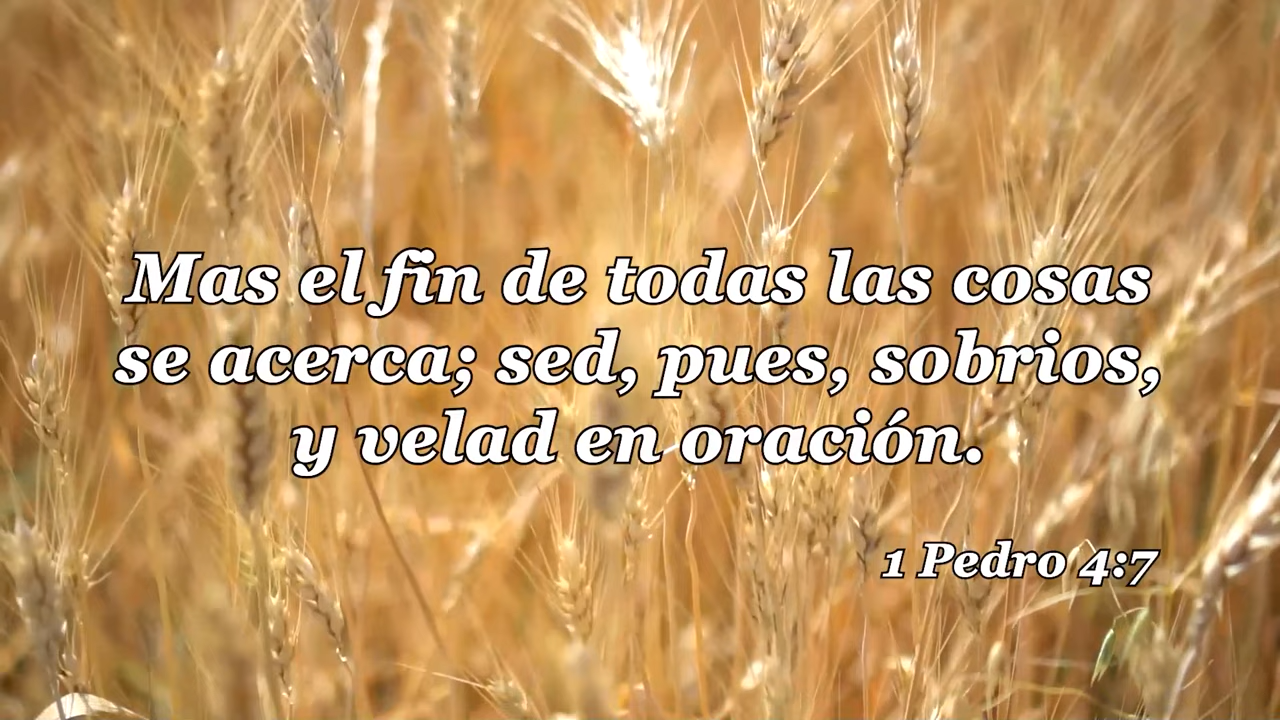 Mas el fin de todas las cosas
se acerca; sed, pues, sobrios,
y velad en oración.
1 Pedro 4:7